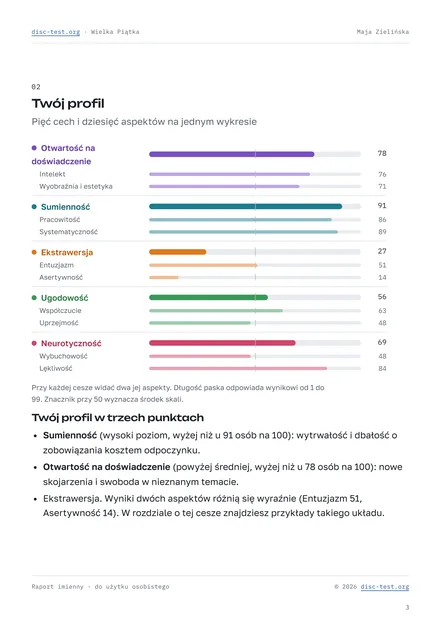 disc-test.org · Wielka Piątka
Maja Zielińska
02
Twój profil
Pięć cech i dziesięć aspektów na jednym wykresie
Otwartość na doświadczenie 78
Intelekt 76
Wyobraźnia i estetyka 71
Sumienność 91
Pracowitość 86
Systematyczność 89
Ekstrawersja 27
Entuzjazm 51
Asertywność 14
Ugodowość 56
Współczucie 63
Uprzejmość 48
Neurotyczność 69
Wybuchowość 48
Lękliwość 84
Przy każdej cesze widać dwa jej aspekty. Długość paska odpowiada wynikowi od 1 do
99. Znacznik przy 50 wyznacza środek skali.
Twój profil w trzech punktach
• Sumienność (wysoki poziom, wyżej niż u 91 osób na 100): wytrwałość i dbałość o
zobowiązania kosztem odpoczynku.
• Otwartość na doświadczenie (powyżej średniej, wyżej niż u 78 osób na 100): nowe
skojarzenia i swoboda w nieznanym temacie.
• Ekstrawersja. Wyniki dwóch aspektów różnią się wyraźnie (Entuzjazm 51,
Asertywność 14). W rozdziale o tej cesze znajdziesz przykłady takiego układu.
Raport imienny · do użytku osobistego
© 2026 disc-test.org
3